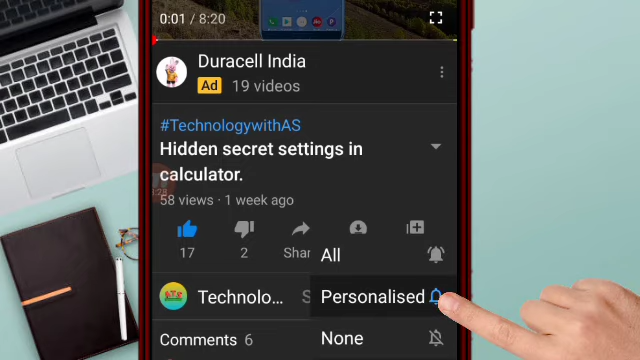 0:01 / 8:20
Duracell India
Ad 19 videos
#TechnologywithAS
Hidden secret settings in
calculator.
58 views · 1 week ago
17 2 Shar
All
Technolo... S Personalised
None
Comments 6